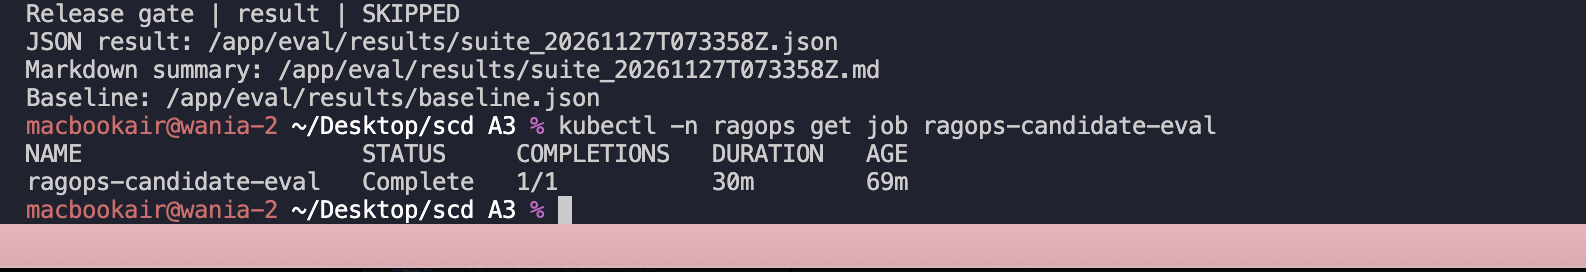 Release gate | result | SKIPPED
JSON result: /app/eval/results/suite_20261127T073358Z.json
Markdown summary: /app/eval/results/suite_20261127T073358Z.md
Baseline: /app/eval/results/baseline.json
macbookair@wania-2 ~/Desktop/scd A3 % kubectl -n ragops get job ragops-candidate-eval
NAME STATUS COMPLETIONS DURATION AGE
ragops-candidate-eval Complete 1/1 30m 69m
macbookair@wania-2 ~/Desktop/scd A3 %